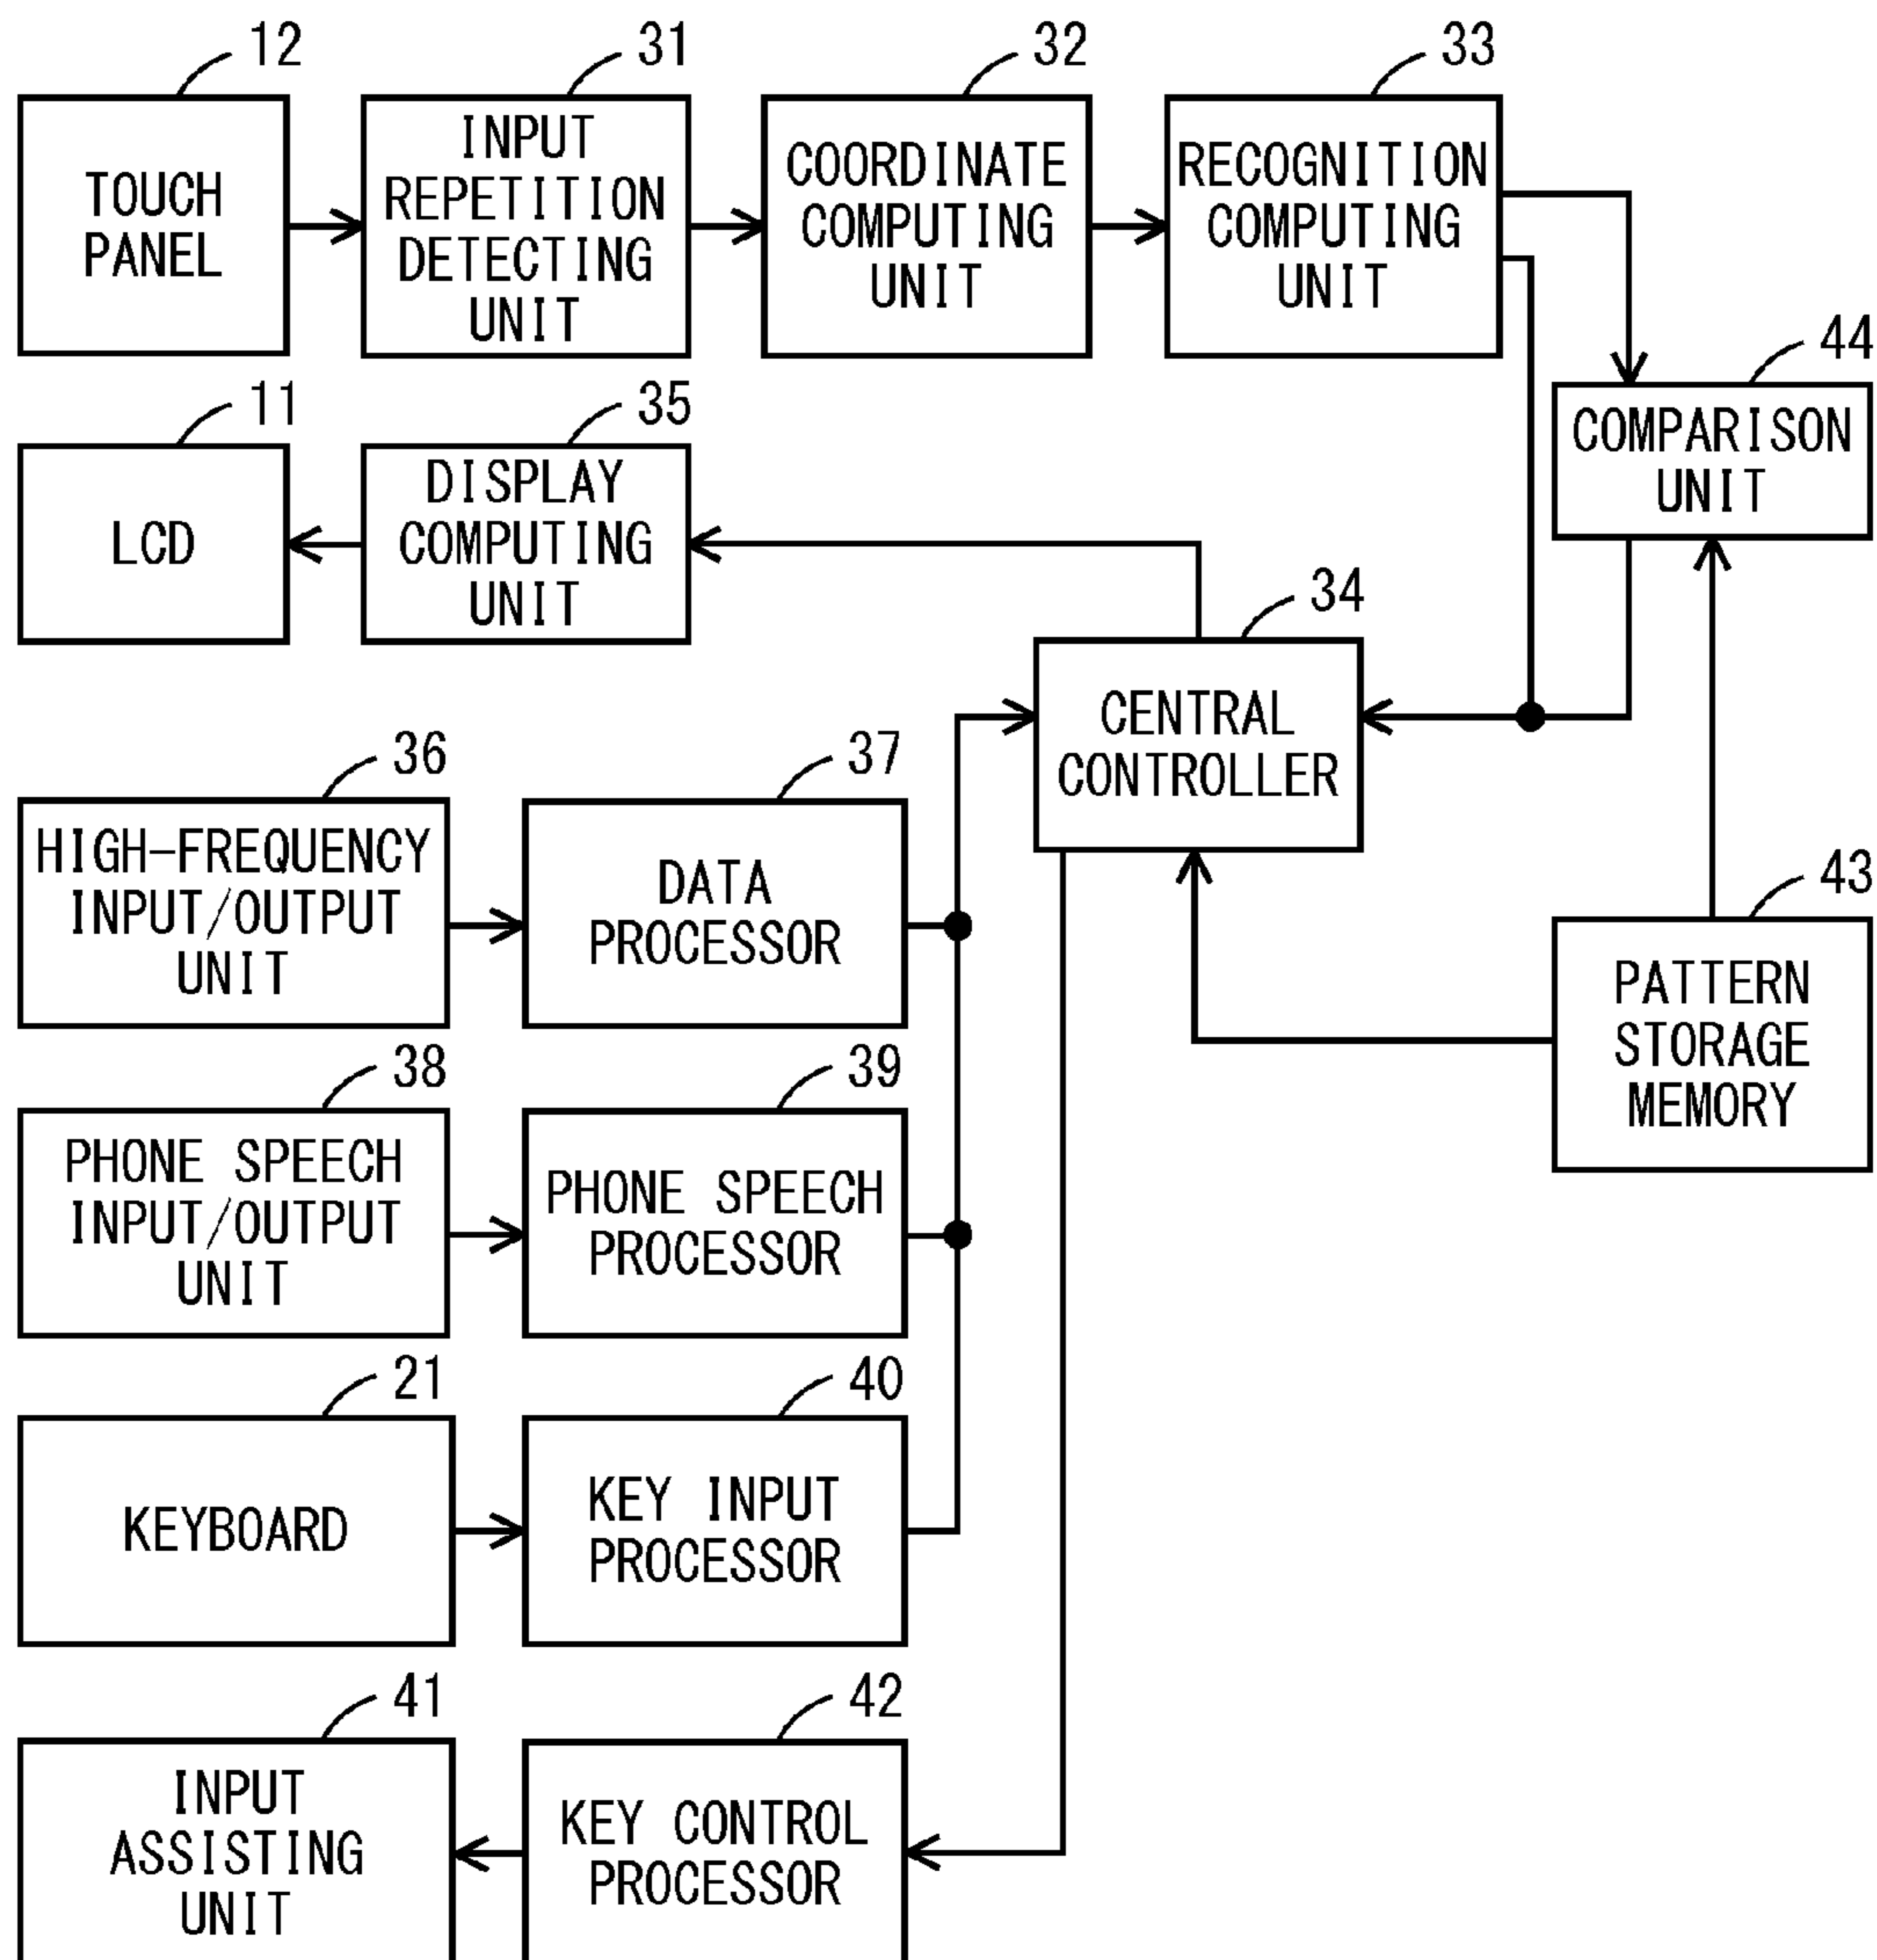 12
31
32
33
TOUCH
PANEL
INPUT
REPETITION
DETECTING
UNIT
COORDINATE
COMPUTING
UNIT
RECOGNITION
COMPUTING
UNIT
44
COMPARISON
UNIT
11
35
LCD
DISPLAY
COMPUTING
UNIT
34
CENTRAL
CONTROLLER
36
37
HIGH-FREQUENCY
INPUT/OUTPUT
UNIT
DATA
PROCESSOR
43
PATTERN
STORAGE
MEMORY
38
39
PHONE SPEECH
INPUT/OUTPUT
UNIT
PHONE SPEECH
PROCESSOR
21
40
KEYBOARD
KEY INPUT
PROCESSOR
41
42
INPUT
ASSISTING
UNIT
KEY CONTROL
PROCESSOR